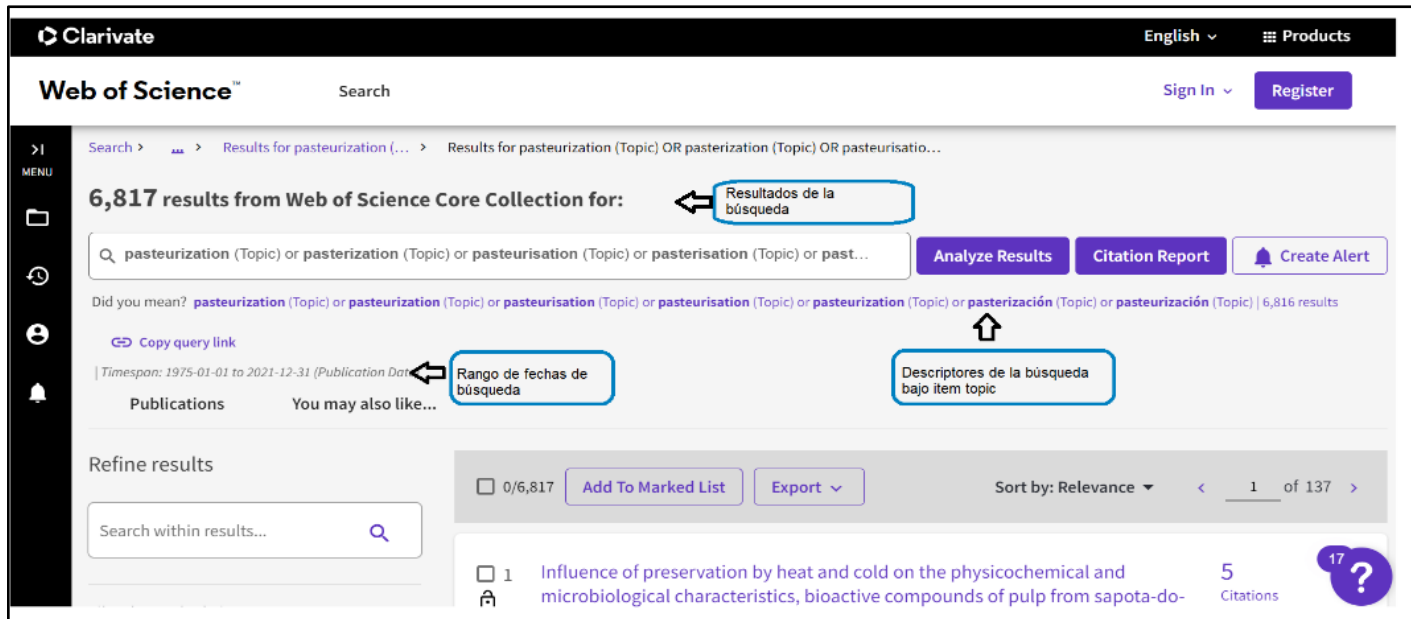 Clarivate
English
Products
Web of Science™
Search
Sign In
Register
MENU
Search > ... > Results for pasteurization (... > Results for pasteurization (Topic) OR pasterization (Topic) OR pasteurisatio...
6,817 results from Web of Science Core Collection for:
Resultados de la
búsqueda
pasteurization (Topic) or pasterization (Topic) or pasteurisation (Topic) or pasterisation (Topic) or past...
Analyze Results
Citation Report
Create Alert
Did you mean? pasteurization (Topic) or pasteurization (Topic) or pasteurisation (Topic) or pasteurisation (Topic) or pasteurization (Topic) or pasterización (Topic) or pasteurización (Topic) | 6,816 results
Copy query link
| Timespan: 1975-01-01 to 2021-12-31 (Publication Dat
Rango de fechas de
búsqueda
Descriptores de la búsqueda
bajo item topic
Publications
You may also like...
Refine results
0/6,817
Add To Marked List
Export
Sort by: Relevance
< 1 of 137 >
Search within results...
1
Influence of preservation by heat and cold on the physicochemical and
microbiological characteristics, bioactive compounds of pulp from sapota-do-
5
Citations
17
?